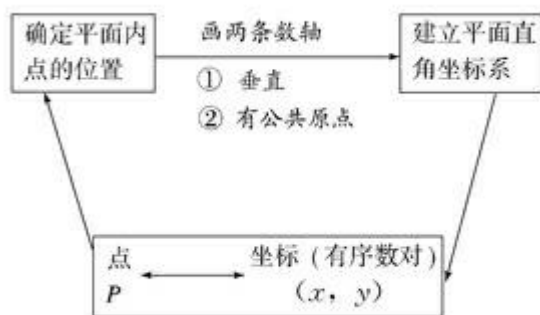 确定平面内
点的位置
画两条数轴
① 垂直
② 有公共原点
建立平面直
角坐标系
点 坐标(有序数对)
P (x, y)